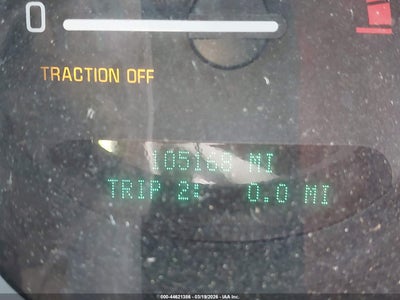 0
TRACTION OFF
105168 MI
TRIP 2: 0.0 MI
000-44621388 - 03/19/2026 - IAA Inc.